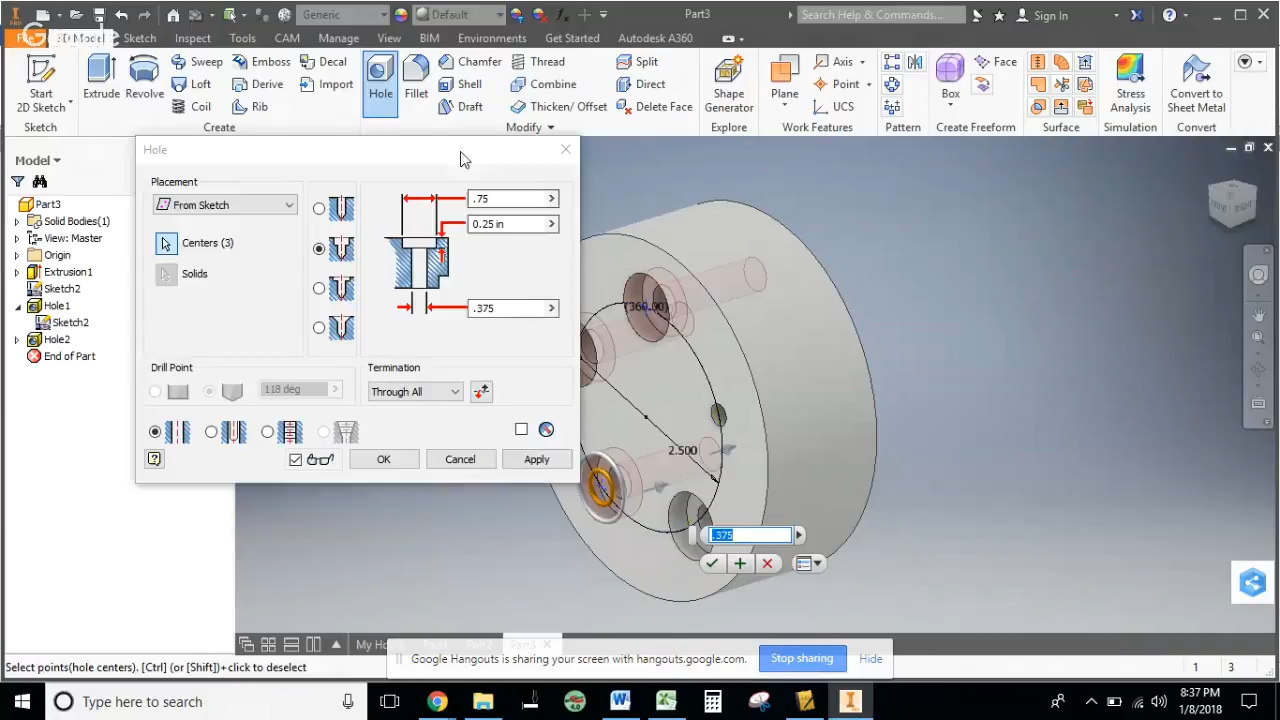 Generic
Default
Part3
Search Help & Commands...
Sign In
File
3D Model
Sketch
Inspect
Tools
CAM
Manage
View
BIM
Environments
Get Started
Autodesk A360
Start
2D Sketch
Extrude
Revolve
Sweep
Loft
Coil
Emboss
Derive
Rib
Decal
Import
Hole
Fillet
Chamfer
Shell
Draft
Thread
Combine
Thicken/ Offset
Split
Direct
Delete Face
Shape
Generator
Plane
Axis
Point
UCS
Box
Face
Stress
Analysis
Convert to
Sheet Metal
Sketch
Create
Modify
Explore
Work Features
Pattern
Create Freeform
Surface
Simulation
Convert
Model
Part3
Solid Bodies(1)
View: Master
Origin
Extrusion1
Sketch2
Hole1
Sketch2
Hole2
End of Part
Hole
Placement
From Sketch
Centers (3)
Solids
.75
0.25 in
.375
Drill Point
118 deg
Termination
Through All
OK
Cancel
Apply
(360.00)
2.500
.375
FRONT
RIGHT
My Ho
Part2
Part3
Google Hangouts is sharing your screen with hangouts.google.com.
Stop sharing
Hide
Select points(hole centers). [Ctrl] (or [Shift])+click to deselect
1
3
Type here to search
8:37 PM
1/8/2018